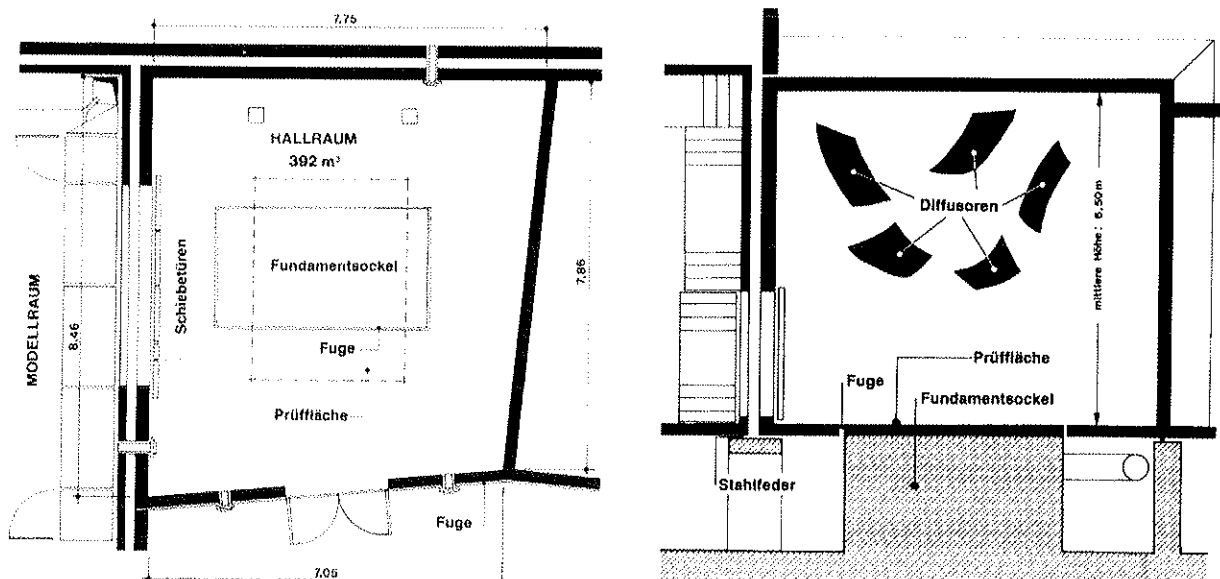 7.75
HALLRAUM
392 m³
Fundamentsockel
Schiebetüren
MODELLRAUM
8.46
7.86
Fuge
Prüffläche
Fuge
7.05
Diffusoren
mittlere Höhe: 6,50m
Prüffläche
Fuge
Fundamentsockel
Stahlfeder